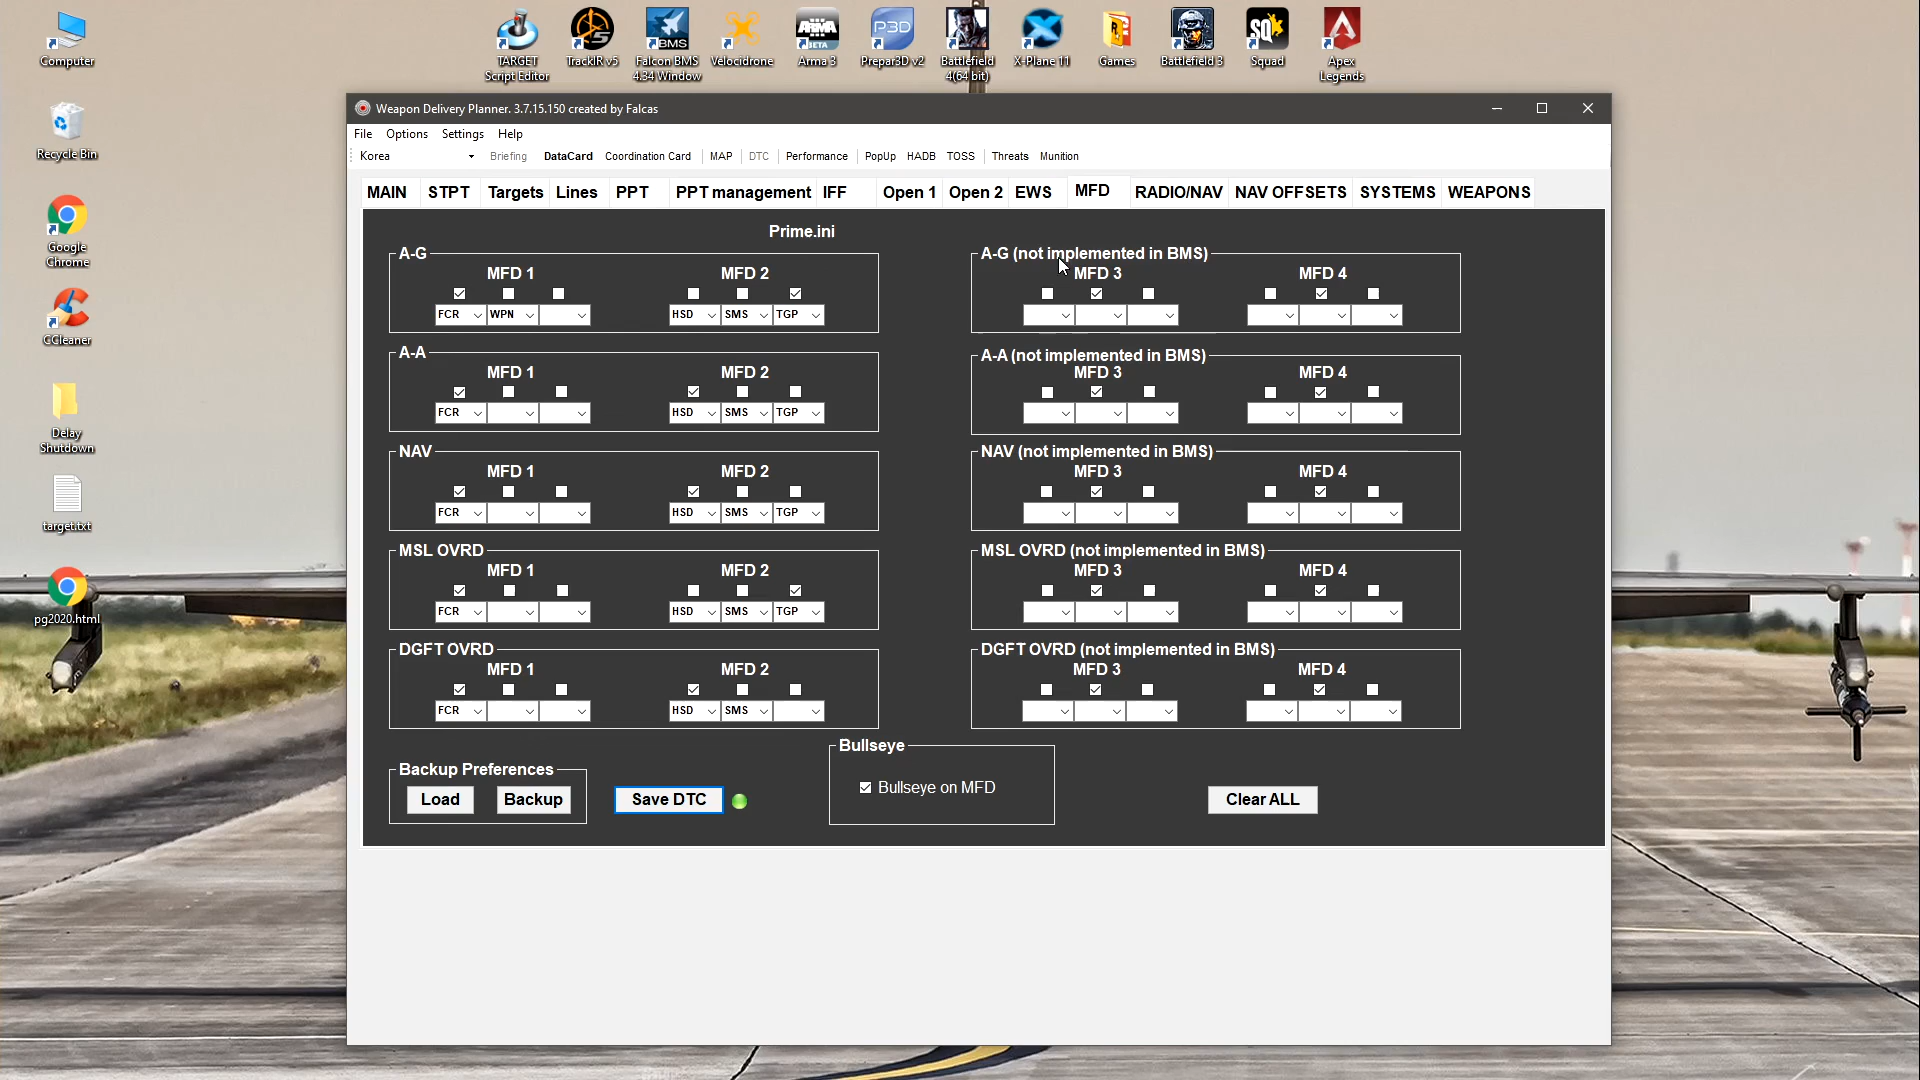 Computer
Recycle Bin
Google
Chrome
CCleaner
Delay
Shutdown
target.txt
pg2020.html
TARGET
Script Editor
TrackIR v5
BMS
Falcon BMS
4.34 Window
Velocidrone
ARMA
BETA
Arma 3
P3D
Prepar3D v2
Battlefield
4(64 bit)
X-Plane 11
Games
Battlefield 3
SQ
Squad
Apex
Legends
Weapon Delivery Planner. 3.7.15.150 created by Falcas
File Options Settings Help
Korea Briefing DataCard Coordination Card MAP DTC Performance PopUp HADB TOSS Threats Munition
MAIN STPT Targets Lines PPT PPT management IFF Open 1 Open 2 EWS MFD RADIO/NAV NAV OFFSETS SYSTEMS WEAPONS
Prime.ini
A-G
MFD 1 MFD 2
FCR WPN HSD SMS TGP
A-G (not implemented in BMS)
MFD 3 MFD 4
A-A
MFD 1 MFD 2
FCR HSD SMS TGP
A-A (not implemented in BMS)
MFD 3 MFD 4
NAV
MFD 1 MFD 2
FCR HSD SMS TGP
NAV (not implemented in BMS)
MFD 3 MFD 4
MSL OVRD
MFD 1 MFD 2
FCR HSD SMS TGP
MSL OVRD (not implemented in BMS)
MFD 3 MFD 4
DGFT OVRD
MFD 1 MFD 2
FCR HSD SMS
DGFT OVRD (not implemented in BMS)
MFD 3 MFD 4
Backup Preferences
Load Backup
Save DTC
Bullseye
Bullseye on MFD
Clear ALL